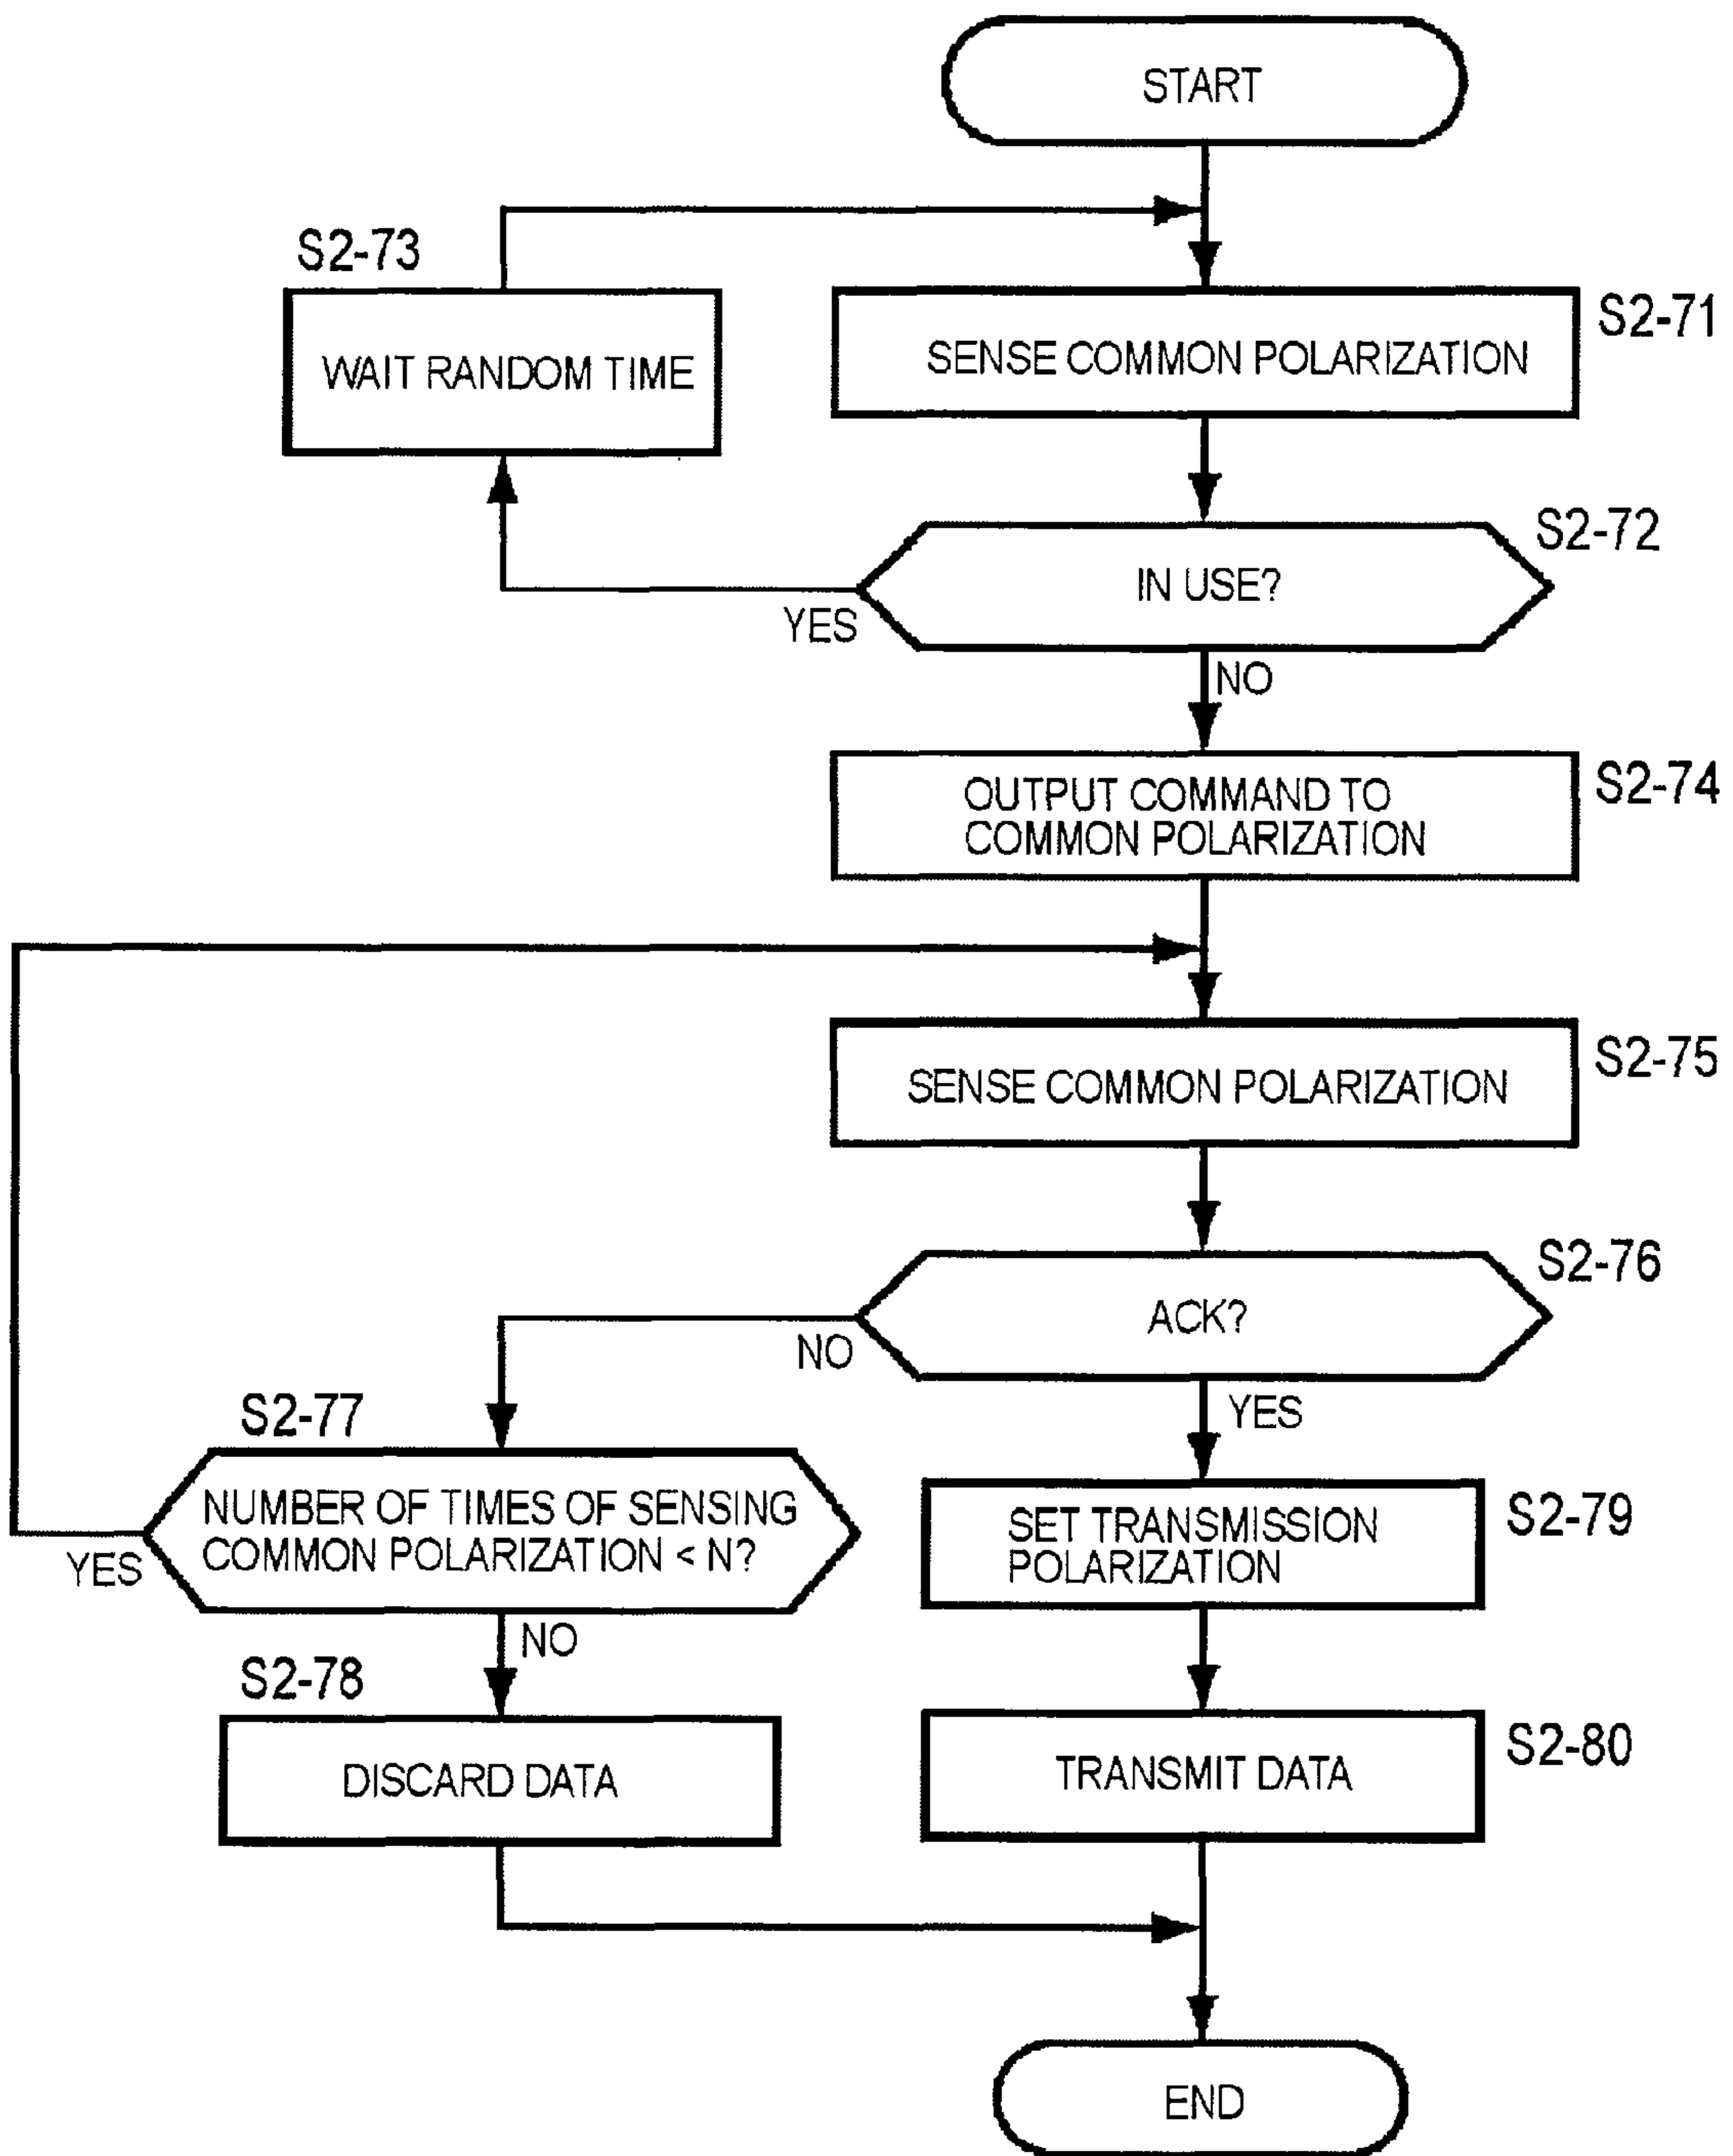 START
S2-73
WAIT RANDOM TIME
SENSE COMMON POLARIZATION
S2-71
IN USE?
S2-72
YES
NO
OUTPUT COMMAND TO
COMMON POLARIZATION
S2-74
SENSE COMMON POLARIZATION
S2-75
ACK?
S2-76
NO
YES
S2-77
NUMBER OF TIMES OF SENSING
COMMON POLARIZATION < N?
YES
NO
SET TRANSMISSION
POLARIZATION
S2-79
S2-78
DISCARD DATA
TRANSMIT DATA
S2-80
END